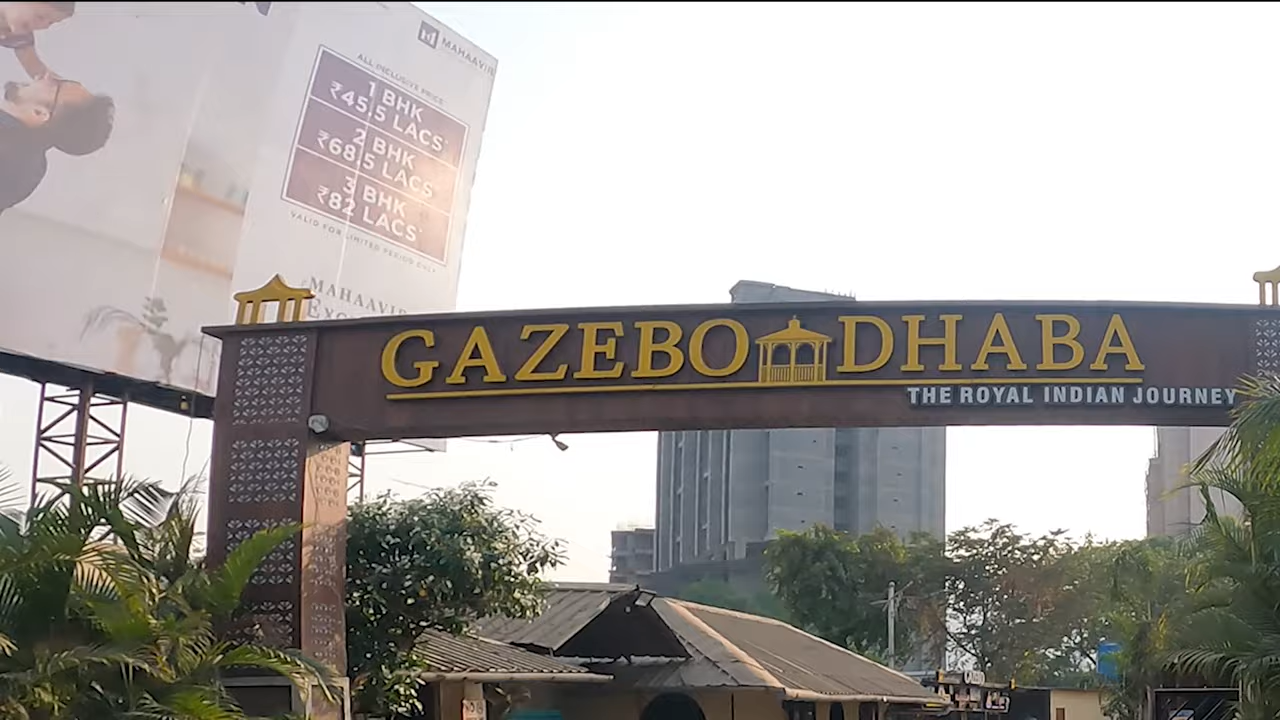 MAHAAVIR
ALL INCLUSIVE PRICE
1 BHK
₹45.5 LACS*
2 BHK
₹68.5 LACS*
3 BHK
₹82 LACS*
VALID FOR LIMITED PERIOD ONLY
MAHAAVIR
GAZEBO DHABA
THE ROYAL INDIAN JOURNEY